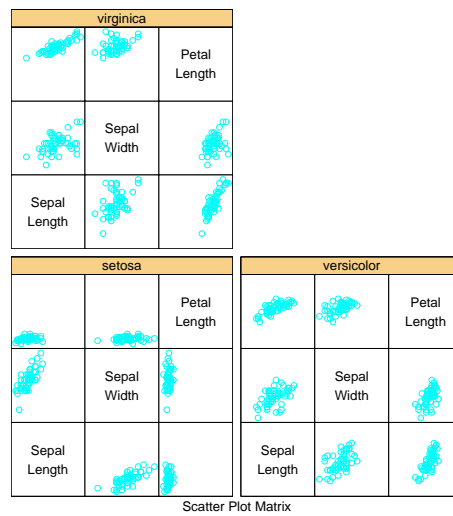 virginica
Petal
Length
Sepal
Width
Sepal
Length
setosa
Petal
Length
Sepal
Width
Sepal
Length
versicolor
Petal
Length
Sepal
Width
Sepal
Length
Scatter Plot Matrix